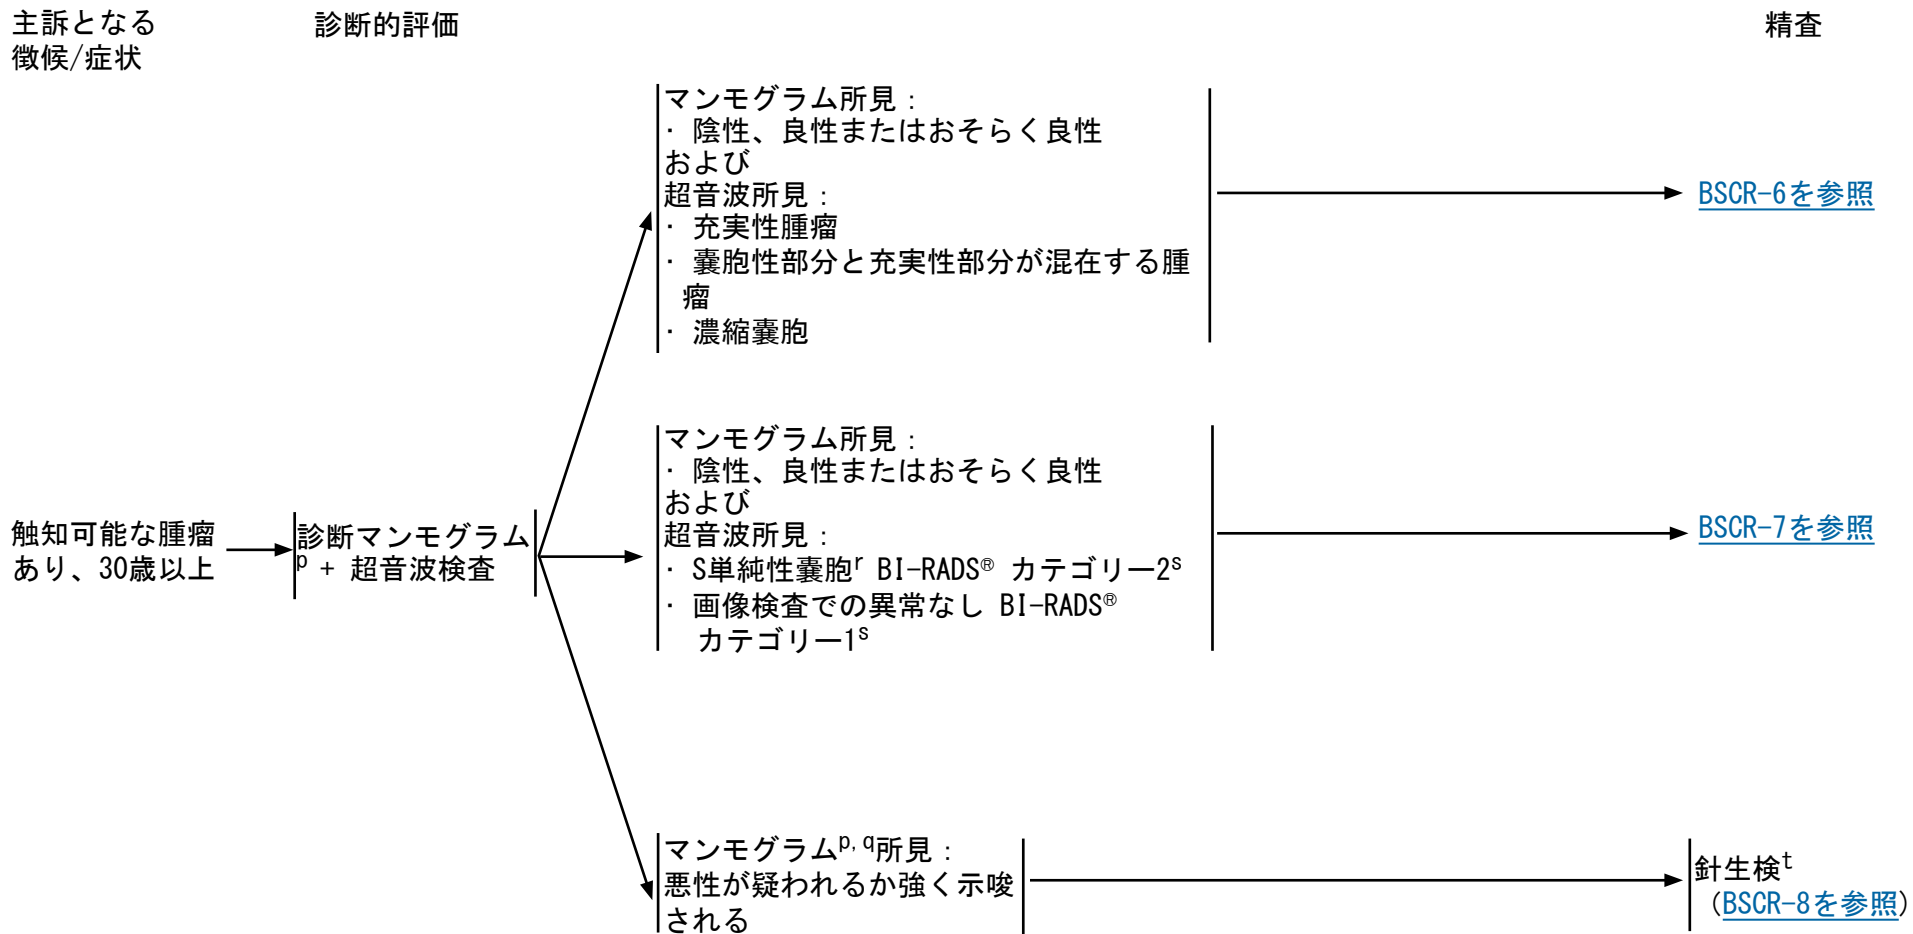 主訴となる
徴候/症状
診断的評価
精査
マンモグラム所見：
· 陰性、良性またはおそらく良性
および
超音波所見：
· 充実性腫瘤
· 嚢胞性部分と充実性部分が混在する腫
瘤
· 濃縮嚢胞
BSCR-6を参照
触知可能な腫瘤
あり、30歳以上
診断マンモグラム
p + 超音波検査
マンモグラム所見：
· 陰性、良性またはおそらく良性
および
超音波所見：
· S単純性嚢胞r BI-RADS® カテゴリー2s
· 画像検査での異常なし BI-RADS®
カテゴリー1s
BSCR-7を参照
マンモグラムp,q所見：
悪性が疑われるか強く示唆
される
針生検t
（BSCR-8を参照）